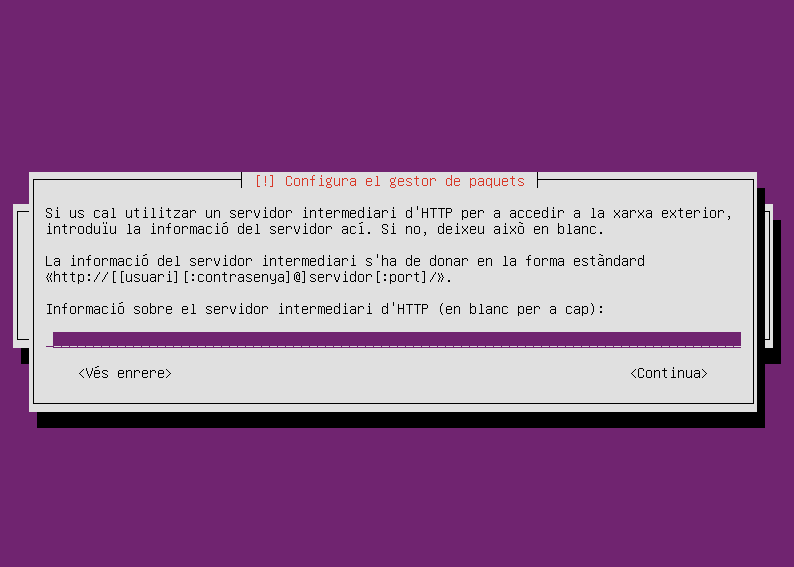 [!] Configura el gestor de paquets
Si us cal utilitzar un servidor intermediari d'HTTP per a accedir a la xarxa exterior,
introduïu la informació del servidor ací. Si no, deixeu això en blanc.
La informació del servidor intermediari s'ha de donar en la forma estàndard
«http://[[usuari][:contrasenya]@]servidor[:port]/».
Informació sobre el servidor intermediari d'HTTP (en blanc per a cap):
<Vés enrere>
<Continua>